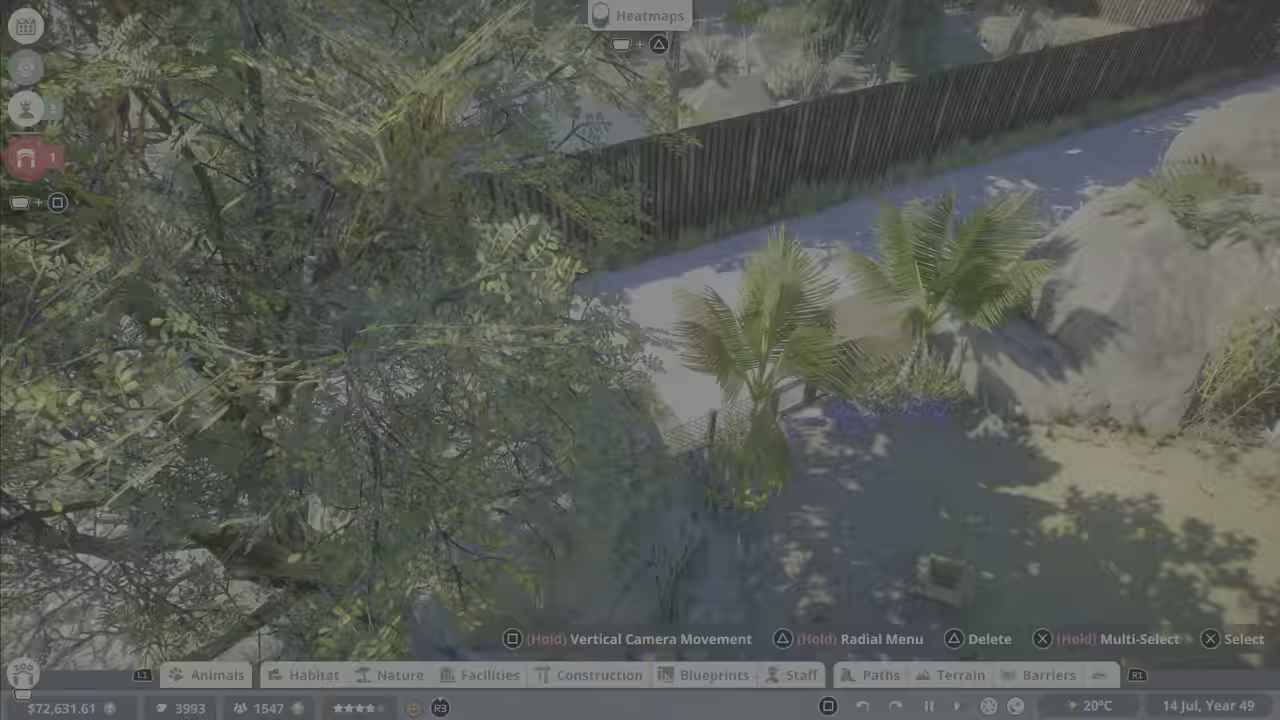 Heatmaps
+
3
1
+
(Hold) Vertical Camera Movement (Hold) Radial Menu Delete (Hold) Multi-Select Select
L1 Animals Habitat Nature Facilities Construction Blueprints Staff Paths Terrain Barriers R1
$72,631.61 3993 1547 R3 20°C 14 Jul, Year 49